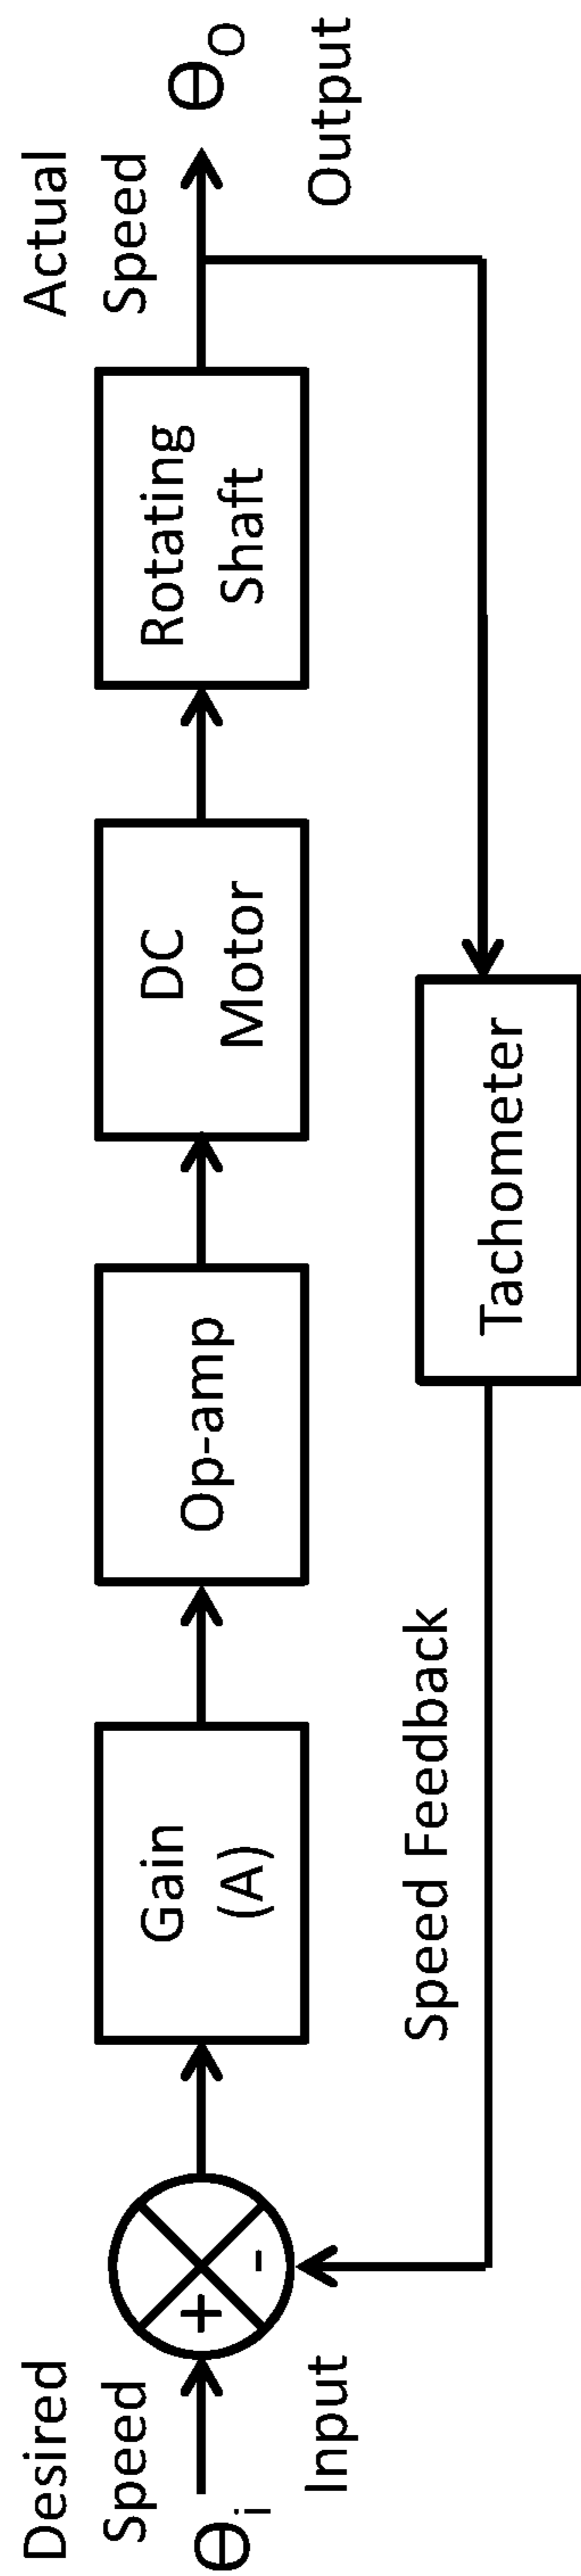 Desired
Speed
θi
Input
+
-
Gain
(A)
Op-amp
DC
Motor
Rotating
Shaft
Actual
Speed
θO
Output
Speed Feedback
Tachometer